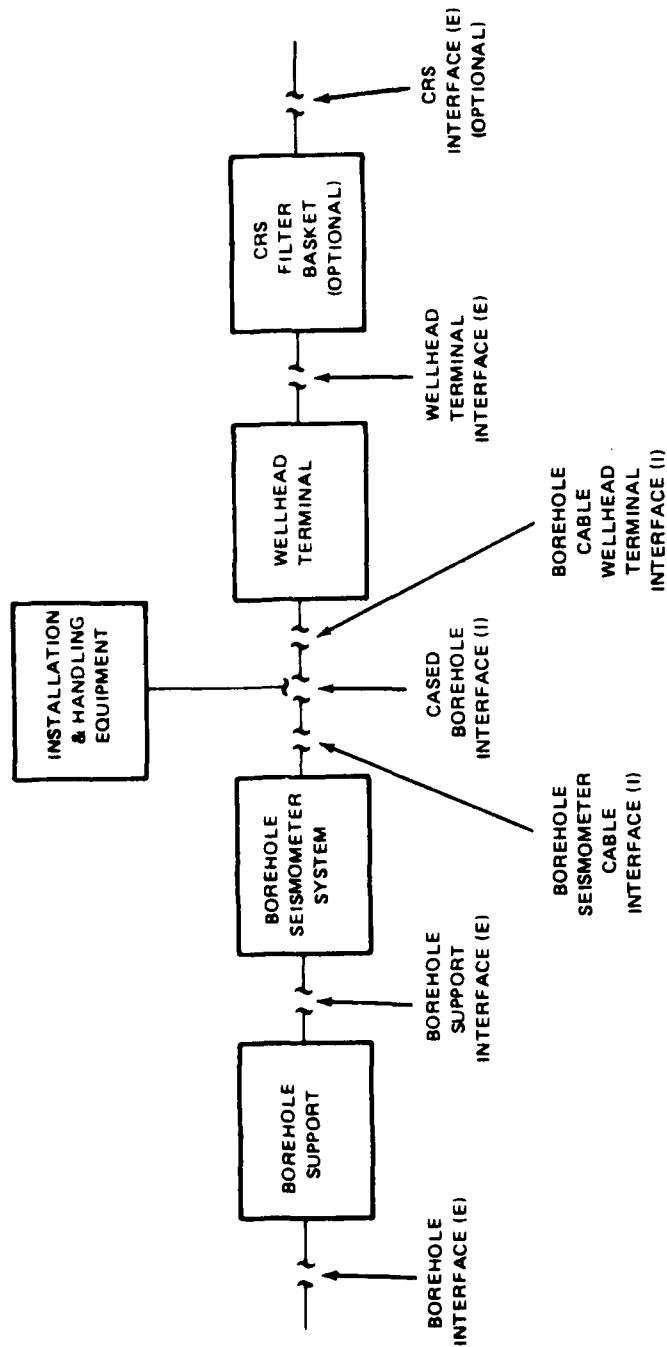 INSTALLATION
& HANDLING
EQUIPMENT
BOREHOLE
SUPPORT
BOREHOLE
SEISMOMETER
SYSTEM
WELLHEAD
TERMINAL
CRS
FILTER
BASKET
(OPTIONAL)
BOREHOLE
INTERFACE (E)
BOREHOLE
SUPPORT
INTERFACE (E)
CASED
BOREHOLE
INTERFACE (I)
WELLHEAD
TERMINAL
INTERFACE (E)
CRS
INTERFACE (E)
(OPTIONAL)
BOREHOLE
SEISMOMETER
CABLE
INTERFACE (I)
BOREHOLE
CABLE
WELLHEAD
TERMINAL
INTERFACE (I)